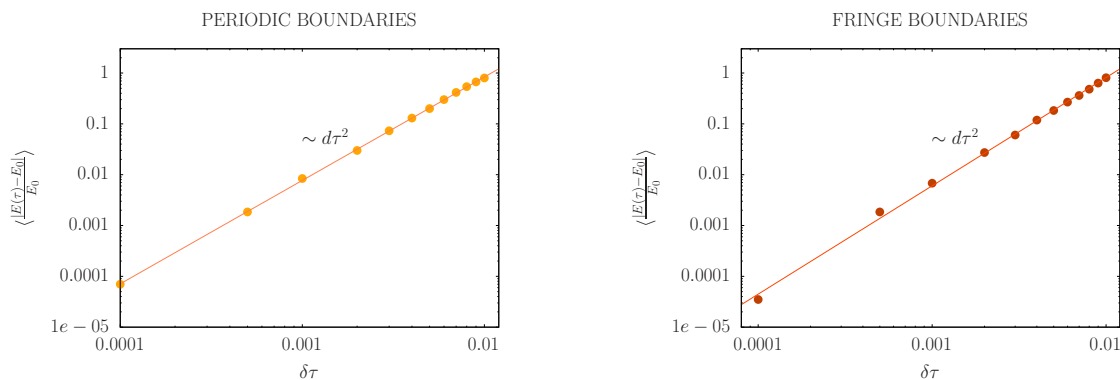 PERIODIC BOUNDARIES
1
0.1
0.01
0.001
0.0001
1e − 05
0.0001
0.001
0.01
∼ dτ²
⟨|E(τ)−E₀|/E₀⟩
δτ
FRINGE BOUNDARIES
1
0.1
0.01
0.001
0.0001
1e − 05
0.0001
0.001
0.01
∼ dτ²
⟨|E(τ)−E₀|/E₀⟩
δτ